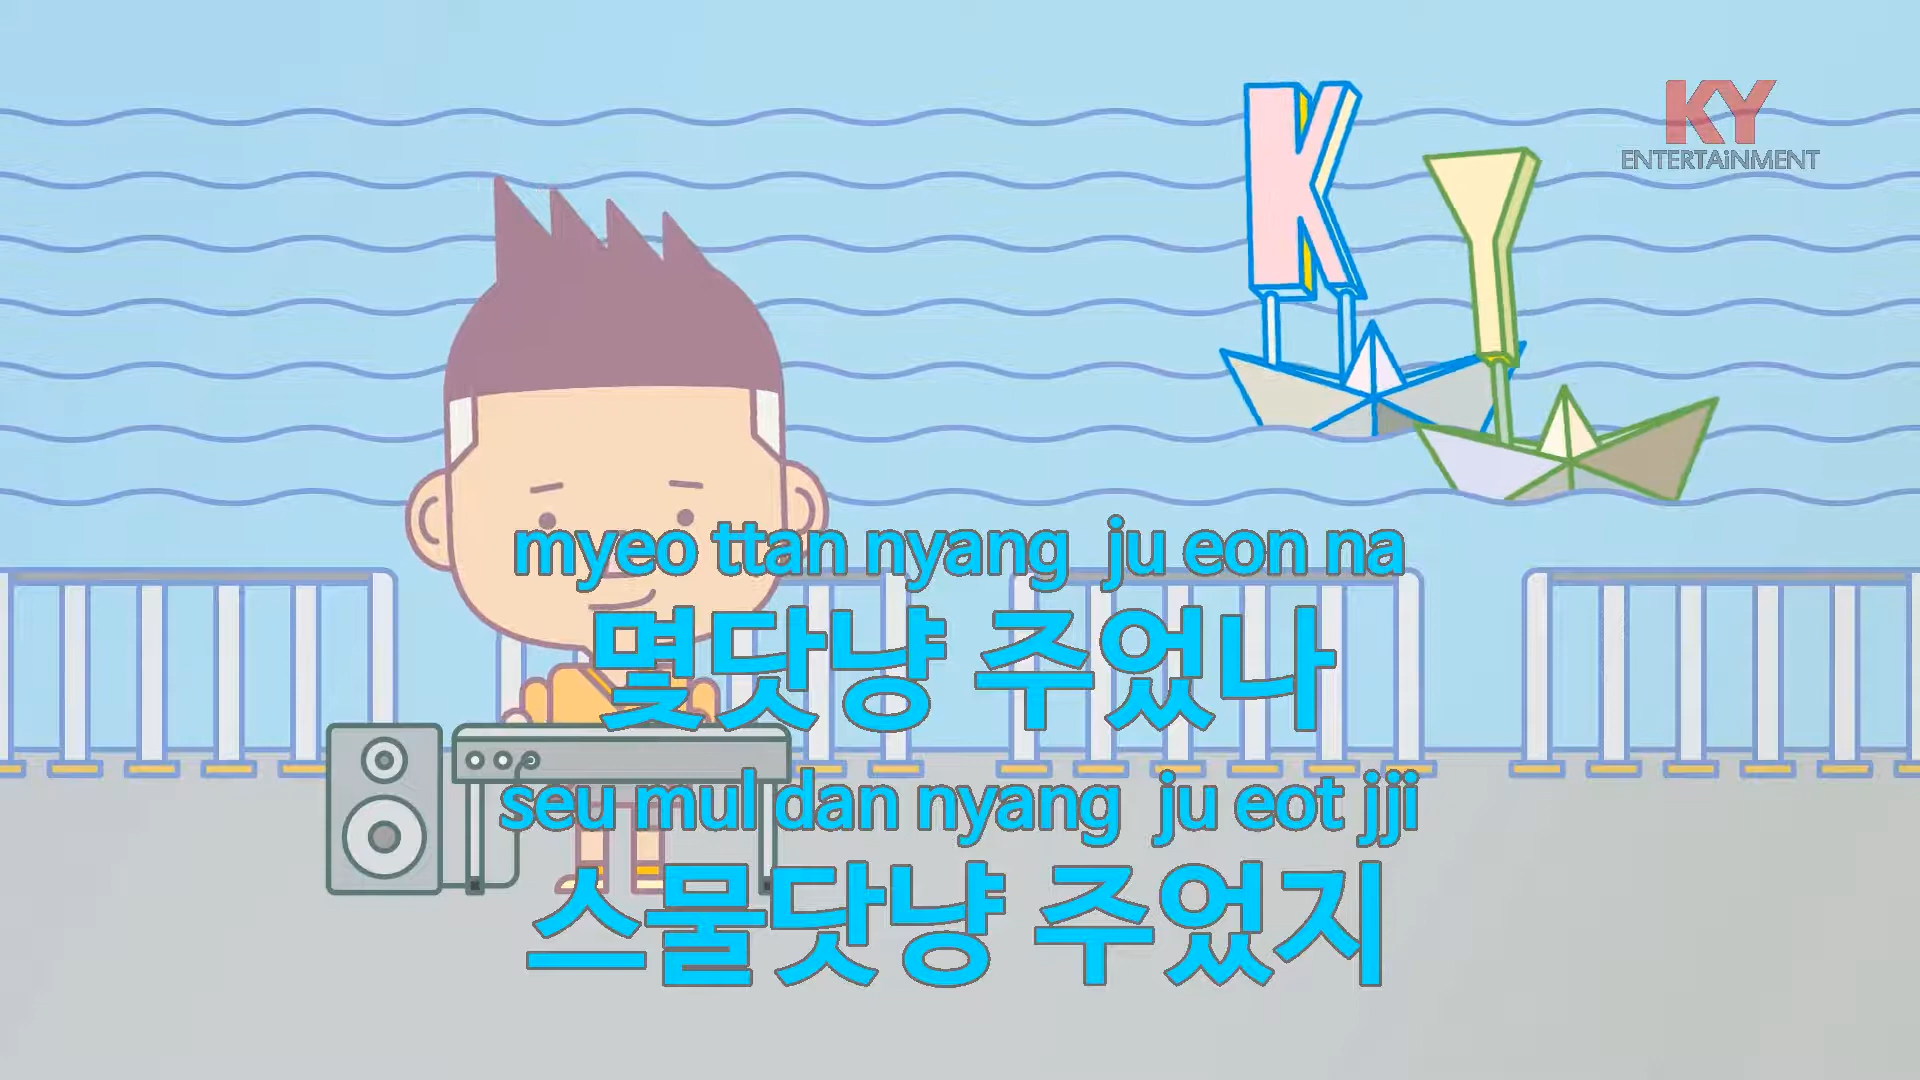 KY
KY
ENTERTAiNMENT
myeo ttan nyang ju eon na
몇닷냥 주었나
seu mul dan nyang ju eot jji
스물닷냥 주었지